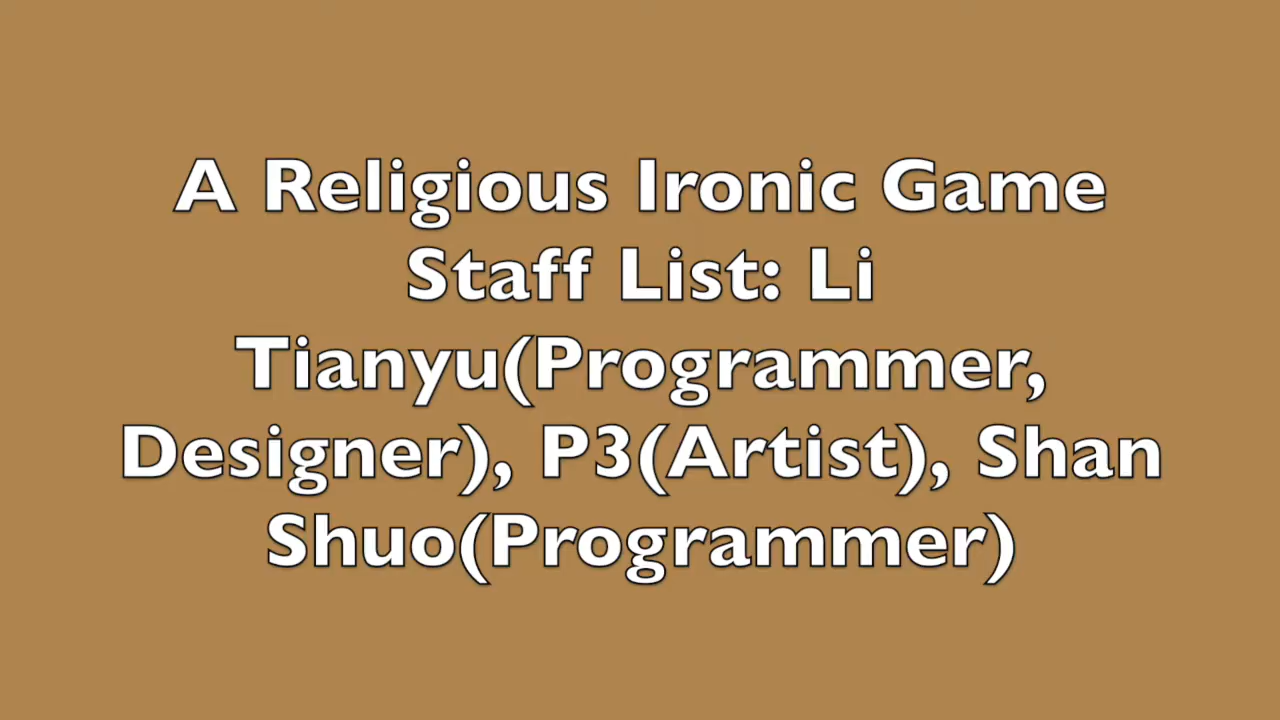 A Religious Ironic Game
Staff List: Li
Tianyu(Programmer,
Designer), P3(Artist), Shan
Shuo(Programmer)